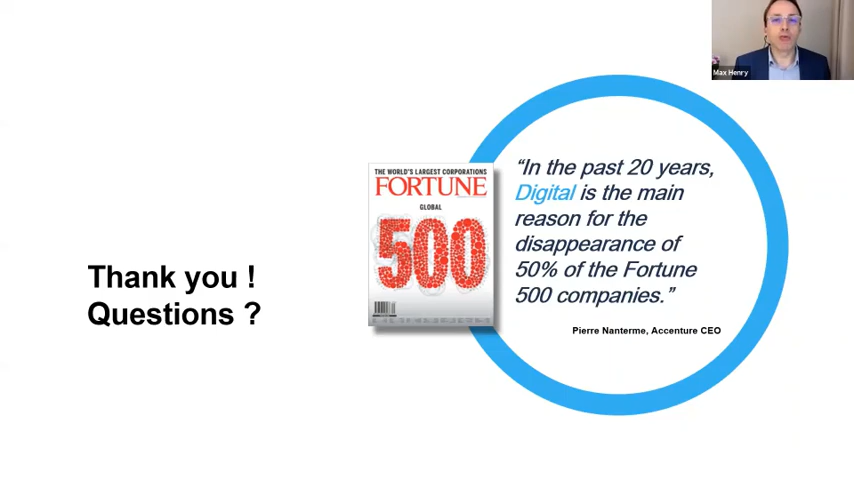 Max Henry
Thank you !
Questions ?
THE WORLD'S LARGEST CORPORATIONS
FORTUNE
GLOBAL
500
“In the past 20 years,
Digital is the main
reason for the
disappearance of
50% of the Fortune
500 companies.”
Pierre Nanterme, Accenture CEO